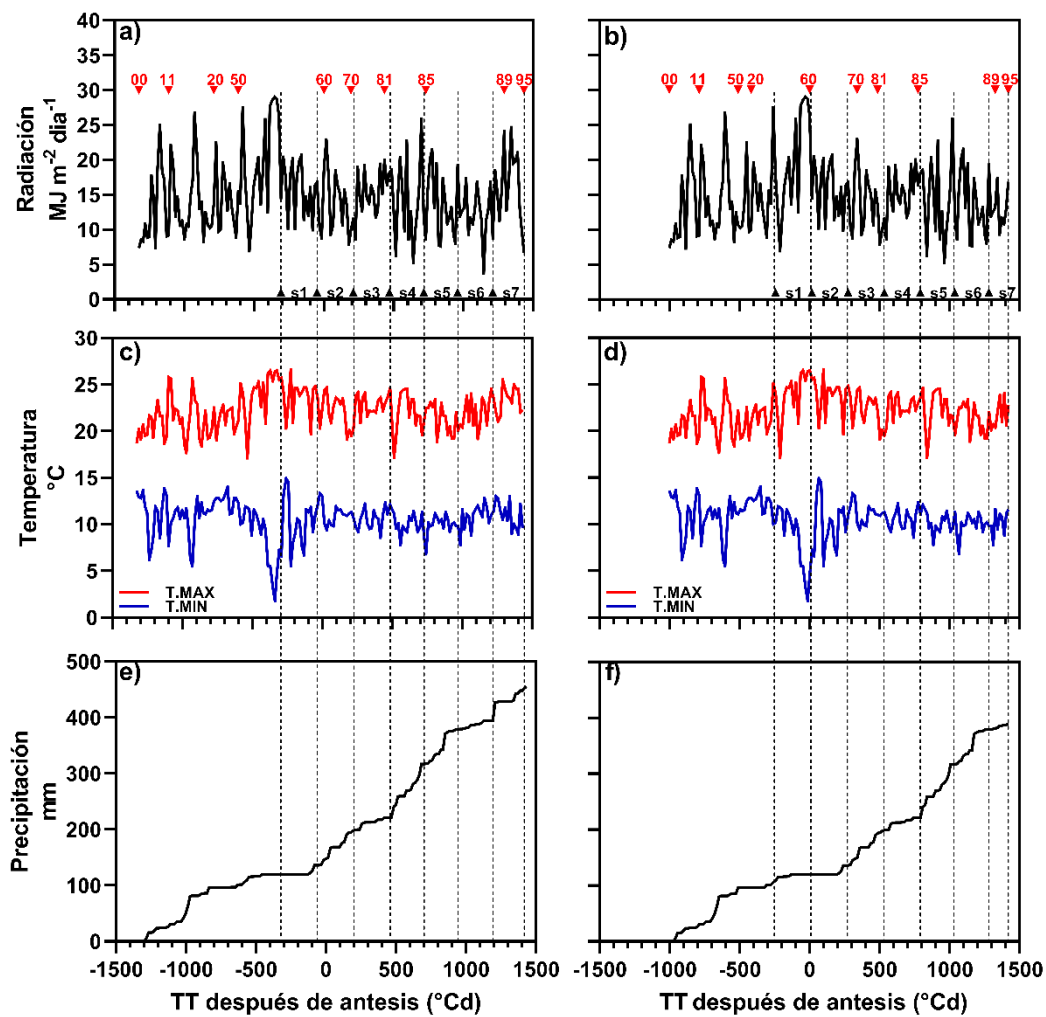 a)
b)
40
35
30
25
20
15
10
5
0
Radiación
MJ m-2 dia-1
00 11 20 50 60 70 81 85 89 95
00 11 50 20 60 70 81 85 89 95
s1 s2 s3 s4 s5 s6 s7
s1 s2 s3 s4 s5 s6 s7
c)
d)
30
25
20
15
10
5
0
Temperatura
°C
T.MAX
T.MIN
T.MAX
T.MIN
e)
f)
500
400
300
200
100
0
Precipitación
mm
-1500 -1000 -500 0 500 1000 1500
-1500 -1000 -500 0 500 1000 1500
TT después de antesis (°Cd)
TT después de antesis (°Cd)